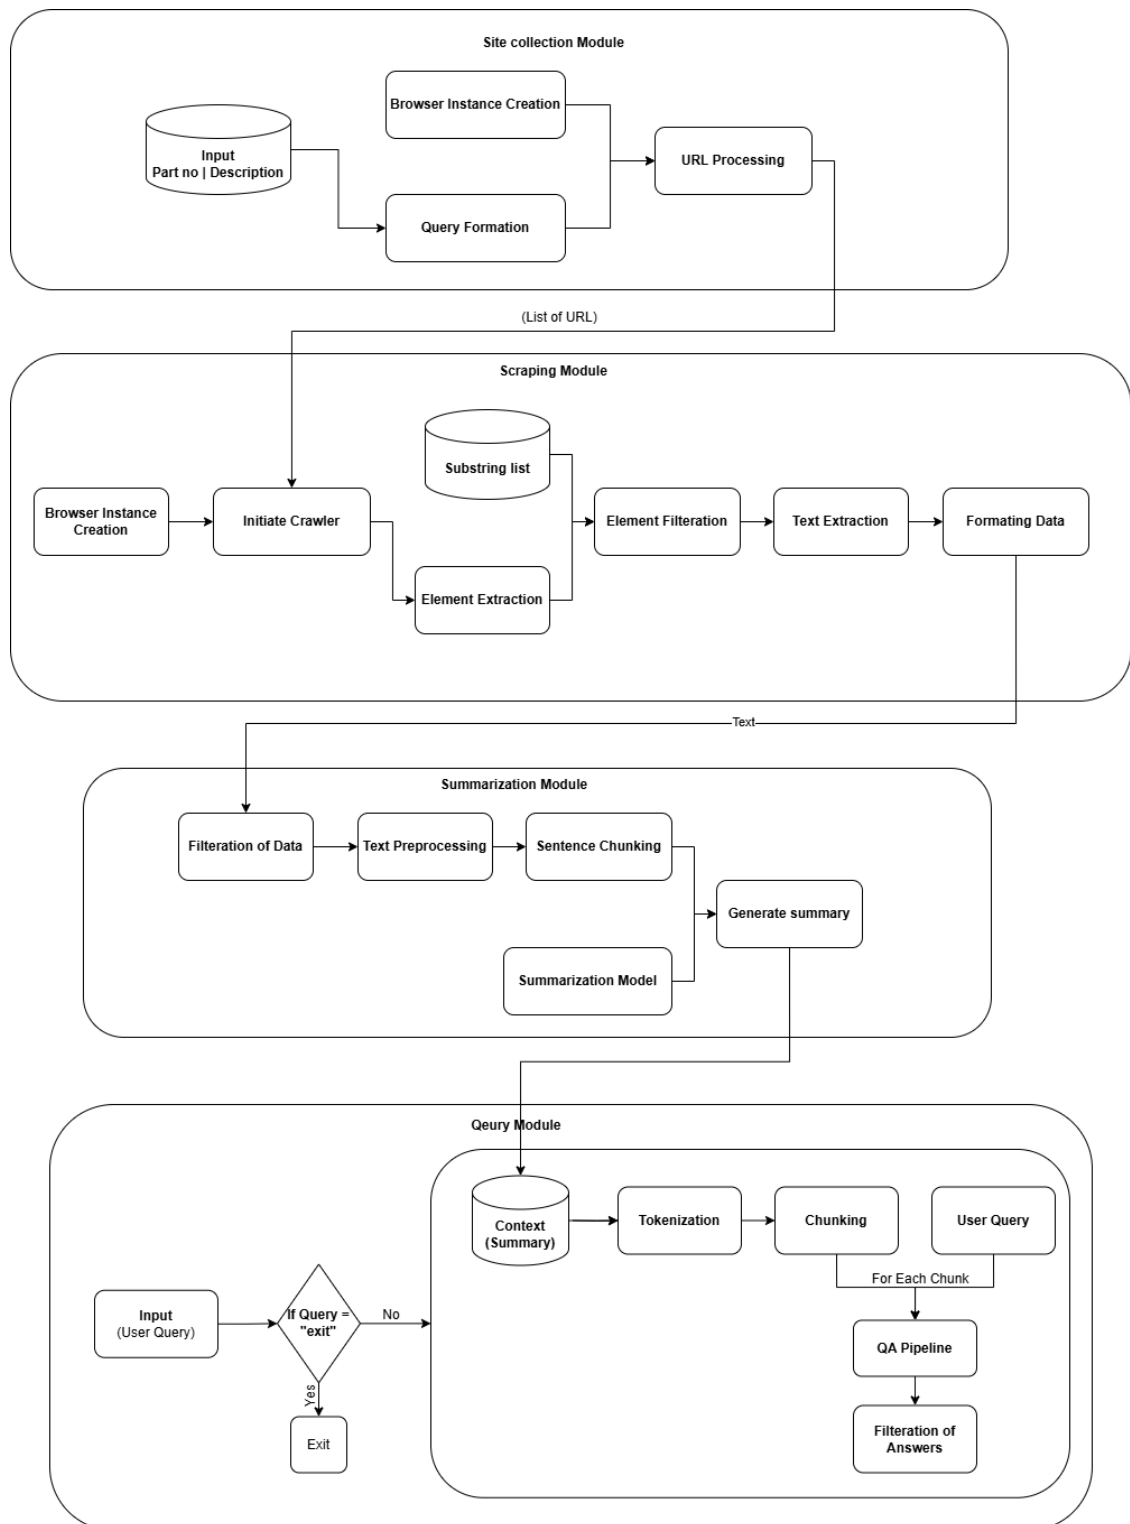 Site collection Module
Browser Instance Creation
Input
Part no | Description
URL Processing
Query Formation
(List of URL)
Scraping Module
Substring list
Browser Instance
Creation
Initiate Crawler
Element Filteration
Text Extraction
Formating Data
Element Extraction
Text
Summarization Module
Filteration of Data
Text Preprocessing
Sentence Chunking
Generate summary
Summarization Model
Qeury Module
Context
(Summary)
Tokenization
Chunking
User Query
For Each Chunk
Input
(User Query)
If Query =
"exit"
No
QA Pipeline
Yes
Exit
Filteration of
Answers